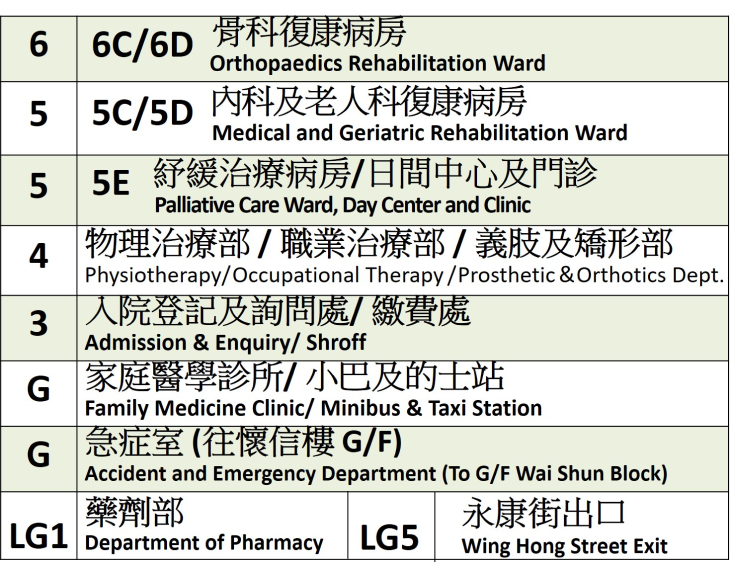 6 6C/6D 骨科復康病房
Orthopaedics Rehabilitation Ward
5 5C/5D 內科及老人科復康病房
Medical and Geriatric Rehabilitation Ward
5 5E 紓緩治療病房/日間中心及門診
Palliative Care Ward, Day Center and Clinic
4 物理治療部 / 職業治療部 / 義肢及矯形部
Physiotherapy/Occupational Therapy /Prosthetic & Orthotics Dept.
3 入院登記及詢問處/ 繳費處
Admission & Enquiry/ Shroff
G 家庭醫學診所/ 小巴及的士站
Family Medicine Clinic/ Minibus & Taxi Station
G 急症室 (往懷信樓 G/F)
Accident and Emergency Department (To G/F Wai Shun Block)
LG1 藥劑部
Department of Pharmacy
LG5 永康街出口
Wing Hong Street Exit